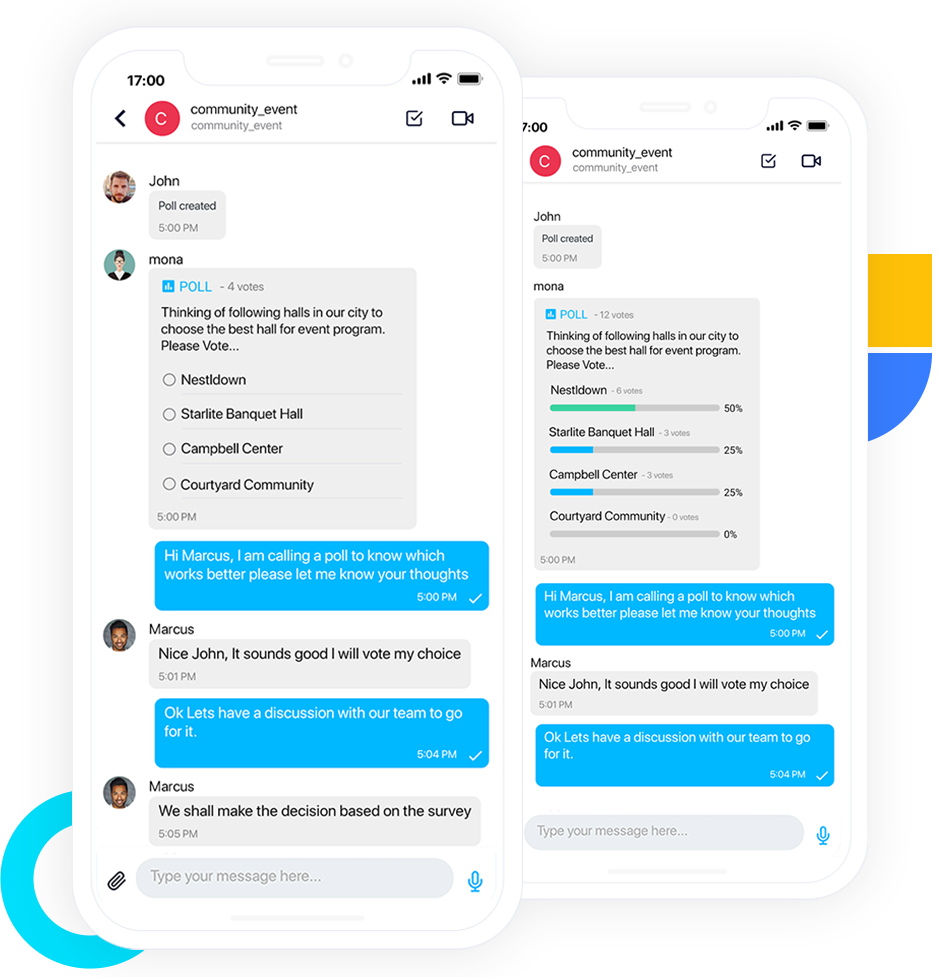 17:00
C
community_event
community_event
John
Poll created
5:00 PM
mona
POLL - 4 votes
Thinking of following halls in our city to
choose the best hall for event program.
Please Vote...
Nestldown
Starlite Banquet Hall
Campbell Center
Courtyard Community
5:00 PM
Hi Marcus, I am calling a poll to know which
works better please let me know your thoughts
5:00 PM
Marcus
Nice John, It sounds good I will vote my choice
5:01 PM
Ok Lets have a discussion with our team to go
for it.
5:04 PM
Marcus
We shall make the decision based on the survey
5:05 PM
Type your message here...
7:00
C
community_event
community_event
John
Poll created
5:00 PM
mona
POLL - 12 votes
Thinking of following halls in our city to
choose the best hall for event program.
Please Vote...
Nestldown - 6 votes
50%
Starlite Banquet Hall - 3 votes
25%
Campbell Center - 3 votes
25%
Courtyard Community - 0 votes
0%
5:00 PM
Hi Marcus, I am calling a poll to know which
works better please let me know your thoughts
5:00 PM
Marcus
Nice John, It sounds good I will vote my choice
5:01 PM
Ok Lets have a discussion with our team to go
for it.
5:04 PM
Type your message here...